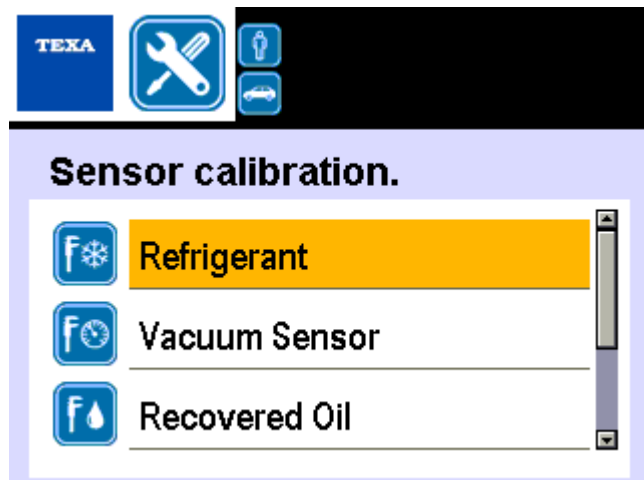 TEXA
Sensor calibration.
Refrigerant
Vacuum Sensor
Recovered Oil